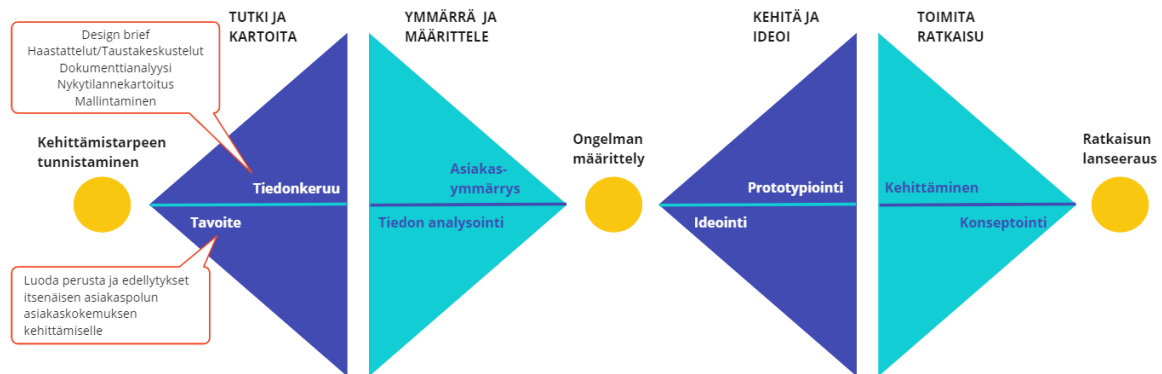 TUTKI JA
KARTOITA
YMMÄRRÄ JA
MÄÄRITTELE
KEHITÄ JA
IDEOI
TOIMITA
RATKAISU
Design brief
Haastattelut/Taustakeskustelut
Dokumenttianalyysi
Nykytilannekartoitus
Mallintaminen
Kehittämistarpeen
tunnistaminen
Tiedonkeruu
Tavoite
Asiakas-
ymmärrys
Tiedon analysointi
Ongelman
määrittely
Prototypiointi
Ideointi
Kehittäminen
Konseptointi
Ratkaisun
lanseeraus
Luoda perusta ja edellytykset
itsenäisen asiakaspolun
asiakaskokemuksen
kehittämiselle